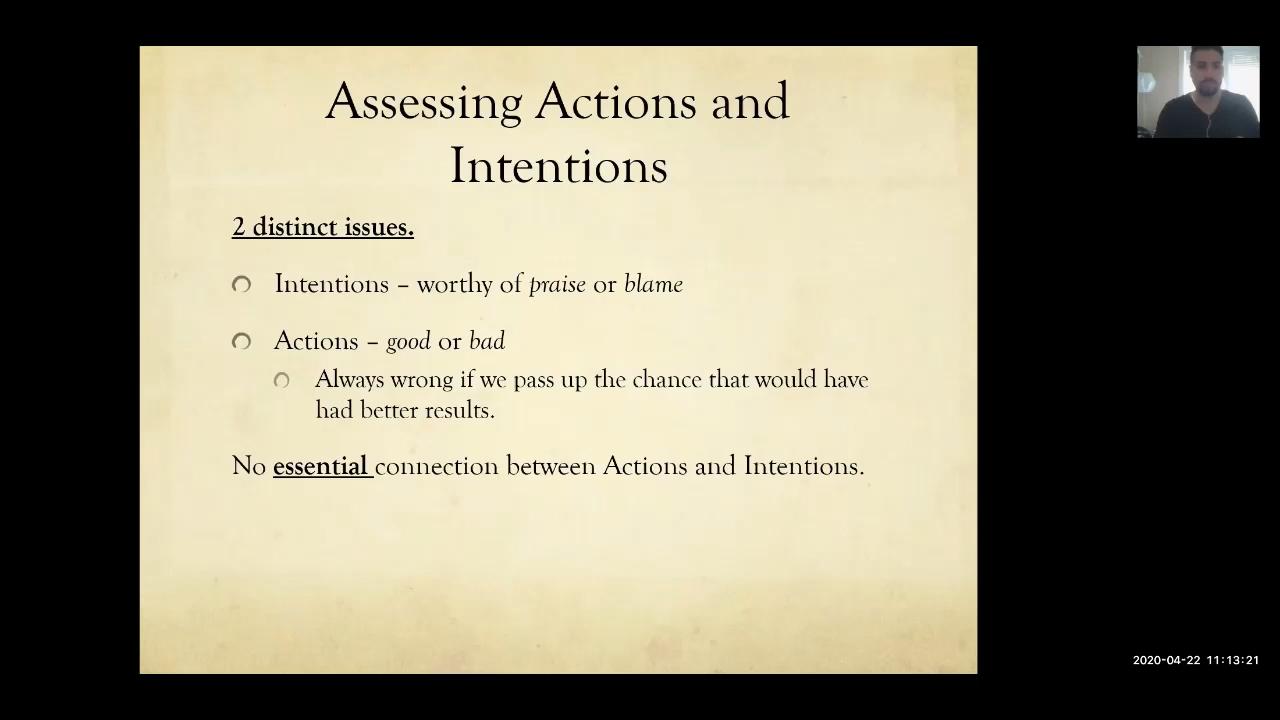 Assessing Actions and
Intentions
2 distinct issues.
Intentions – worthy of praise or blame
Actions – good or bad
Always wrong if we pass up the chance that would have
had better results.
No essential connection between Actions and Intentions.
2020-04-22 11:13:21